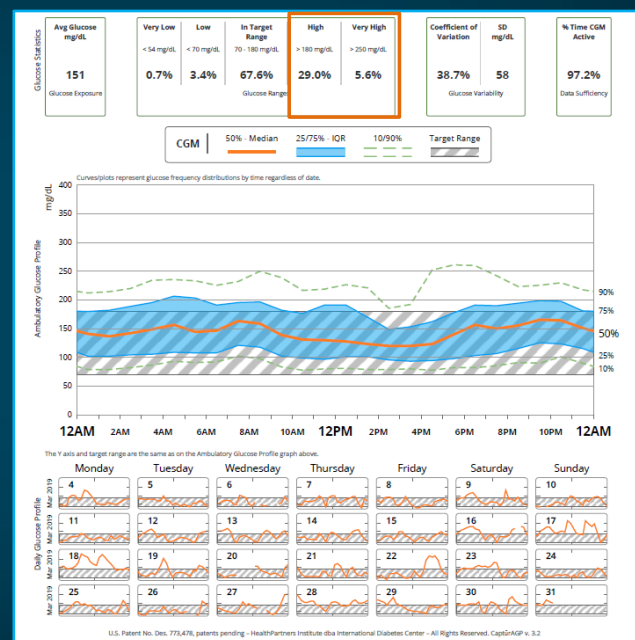 Glucose Statistics
Avg Glucose
mg/dL
151
Glucose Exposure
Very Low Low In Target Range High Very High
< 54 mg/dL < 70 mg/dL 70 - 180 mg/dL > 180 mg/dL > 250 mg/dL
0.7% 3.4% 67.6% 29.0% 5.6%
Glucose Ranges
Coefficient of Variation SD mg/dL
38.7% 58
Glucose Variability
% Time CGM Active
97.2%
Data Sufficiency
CGM 50% - Median 25/75% - IQR 10/90% Target Range
Curves/plots represent glucose frequency distributions by time regardless of date.
mg/dL
Ambulatory Glucose Profile
400
350
300
250
200
150
100
50
0
90%
75%
50%
25%
10%
12AM 2AM 4AM 6AM 8AM 10AM 12PM 2PM 4PM 6PM 8PM 10PM 12AM
The Y axis and target range are the same as on the Ambulatory Glucose Profile graph above.
Daily Glucose Profile
Monday Tuesday Wednesday Thursday Friday Saturday Sunday
Mar 2019 4 5 6 7 8 9 10
Mar 2019 11 12 13 14 15 16 17
Mar 2019 18 19 20 21 22 23 24
Mar 2019 25 26 27 28 29 30 31
U.S. Patent No. Des. 773,478, patents pending – HealthPartners Institute dba International Diabetes Center – All Rights Reserved. CapturAGP v. 3.2